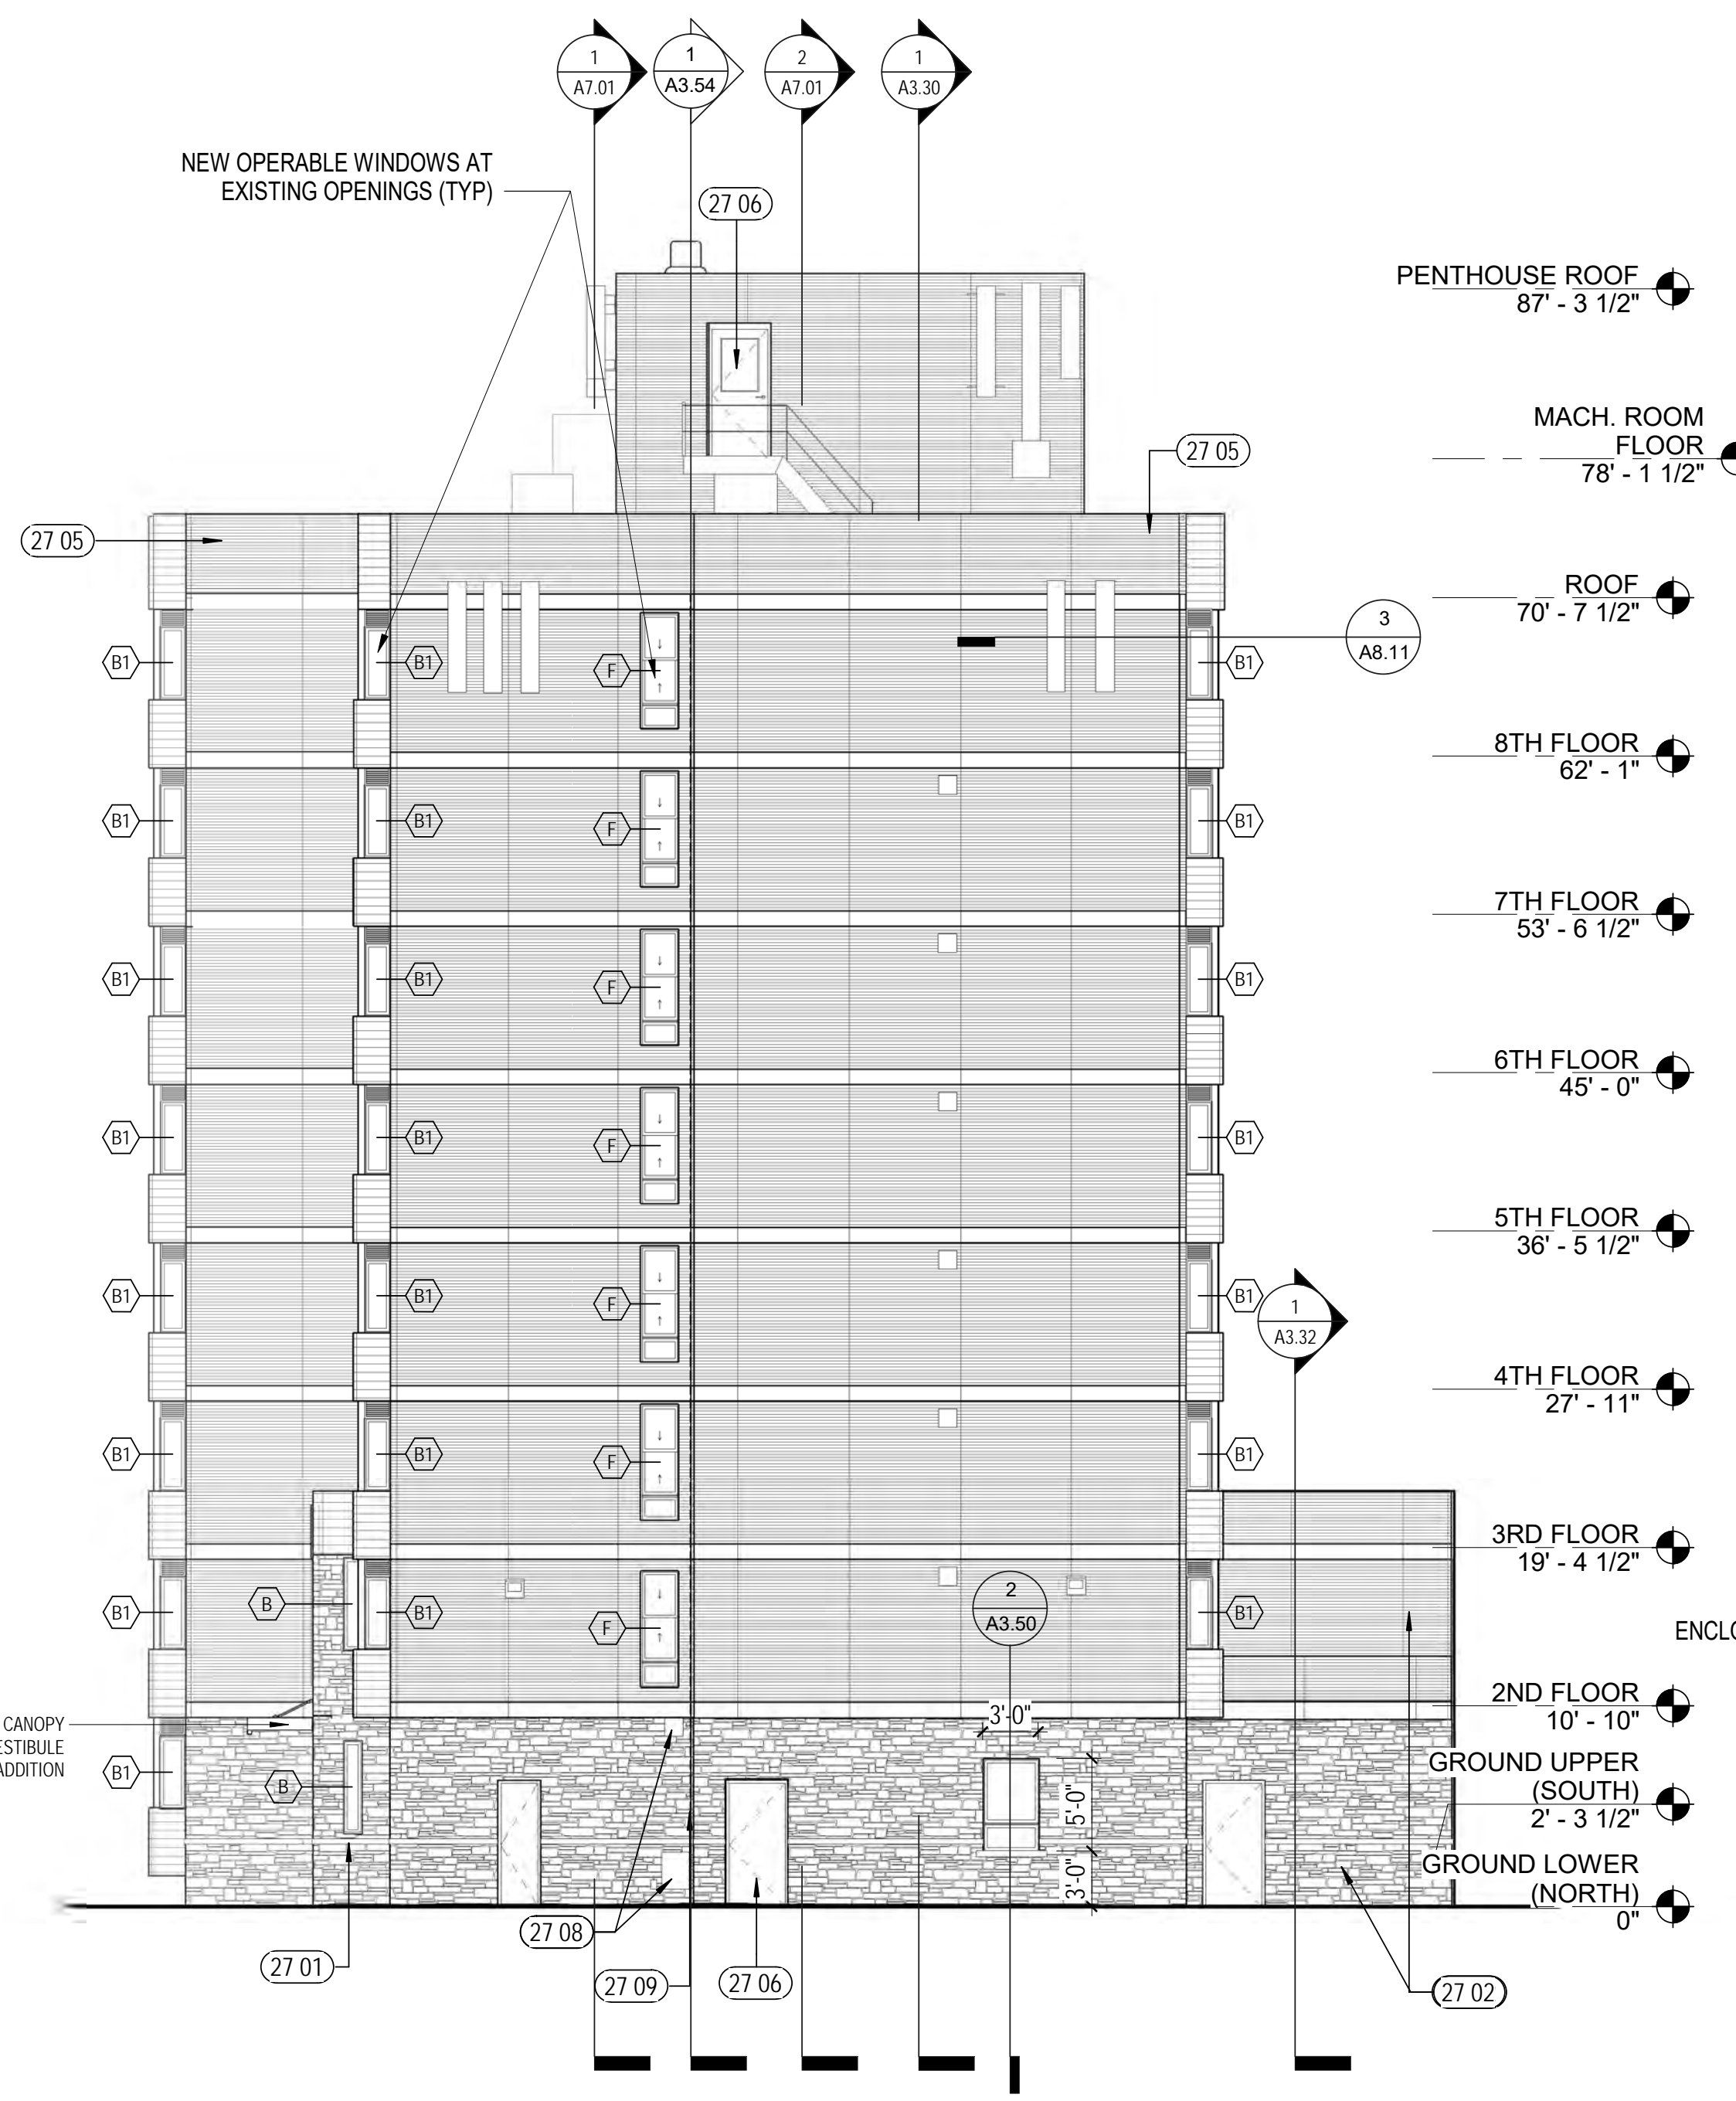 1
A7.01
1
A3.54
2
A7.01
1
A3.30
NEW OPERABLE WINDOWS AT
EXISTING OPENINGS (TYP)
27 06
PENTHOUSE ROOF
87' - 3 1/2"
MACH. ROOM
FLOOR
78' - 1 1/2"
27 05
27 05
ROOF
70' - 7 1/2"
3
A8.11
B1
B1
F
B1
8TH FLOOR
62' - 1"
B1
B1
F
B1
7TH FLOOR
53' - 6 1/2"
B1
B1
F
B1
6TH FLOOR
45' - 0"
B1
B1
F
B1
5TH FLOOR
36' - 5 1/2"
B1
B1
F
B1
1
A3.32
4TH FLOOR
27' - 11"
B1
B1
F
B1
3RD FLOOR
19' - 4 1/2"
B1
B
B1
F
2
A3.50
B1
ENCLO
2ND FLOOR
10' - 10"
CANOPY
ESTIBULE
ADDITION
B1
B
3'-0"
5'-0"
3'-0"
GROUND UPPER
(SOUTH)
2' - 3 1/2"
GROUND LOWER
(NORTH)
0"
27 08
27 01
27 09
27 06
27 02